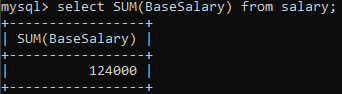 mysql> select SUM(BaseSalary) from salary;
+-----------------+
| SUM(BaseSalary) |
+-----------------+
|          124000 |
+-----------------+